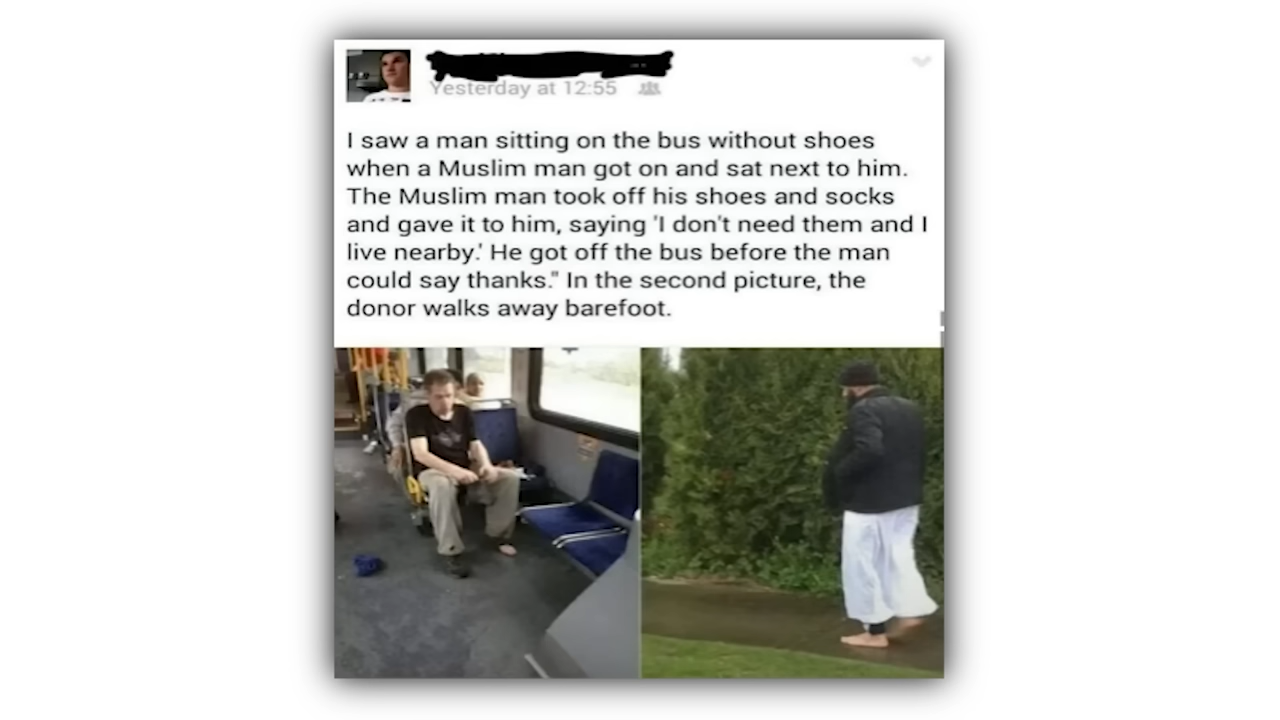 Yesterday at 12:55
I saw a man sitting on the bus without shoes
when a Muslim man got on and sat next to him.
The Muslim man took off his shoes and socks
and gave it to him, saying 'I don't need them and I
live nearby.' He got off the bus before the man
could say thanks." In the second picture, the
donor walks away barefoot.